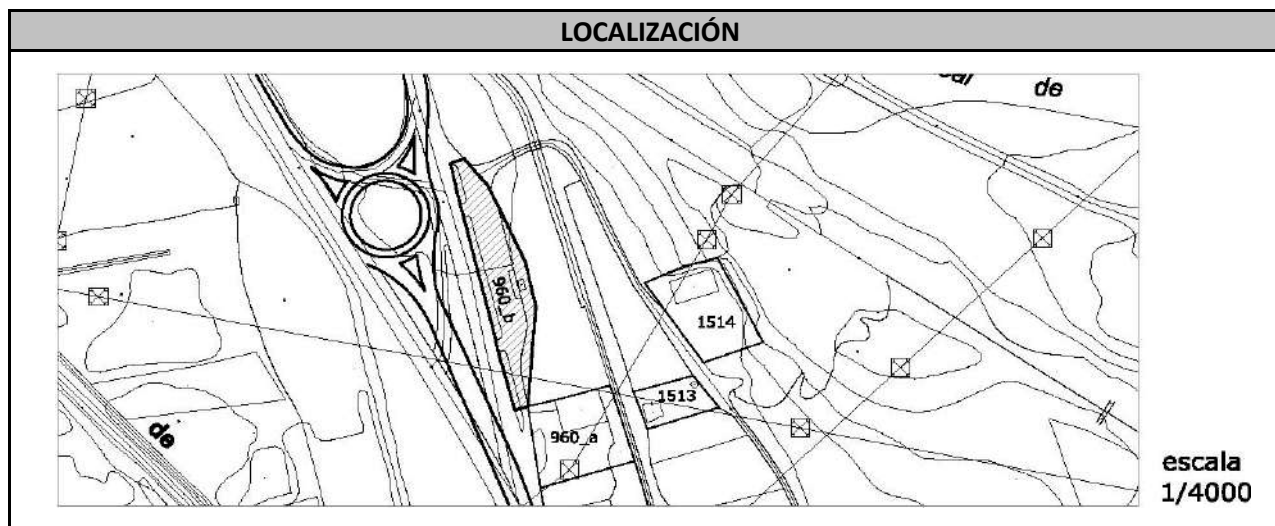 LOCALIZACIÓN
de
960_b
1514
1513
960_a
de
escala
1/4000